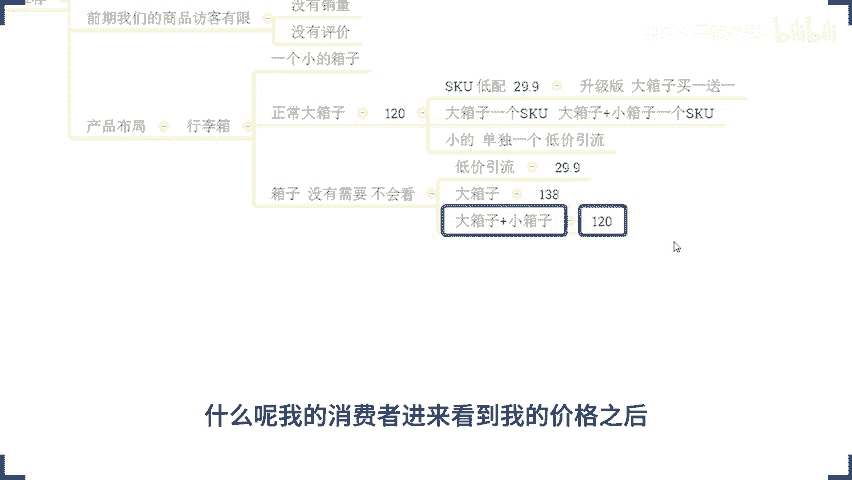 没有销量
前期我们的商品访客有限
没有评价
一个小的箱子
SKU 低配 29.9 升级版 大箱子买一送一
正常大箱子 120 大箱子一个SKU 大箱子+小箱子一个SKU
产品布局 行李箱
小的 单独一个 低价引流
低价引流 29.9
箱子 没有需要 不会看 大箱子 138
大箱子+小箱子 120
什么呢我的消费者进来看到我的价格之后
bilibili